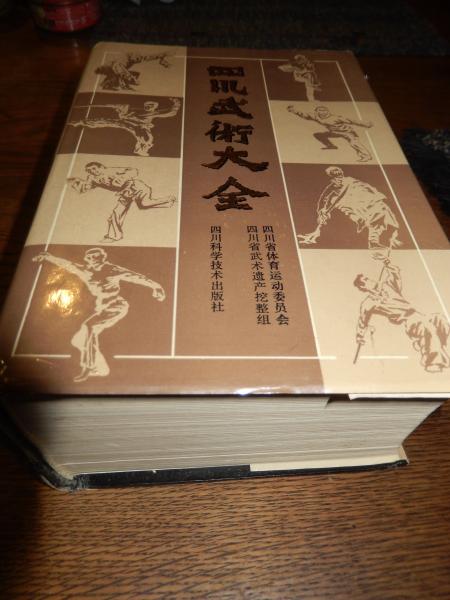 四川武術大全
四川省体育运动委员会
四川省武术遗产挖整组
四川科学技术出版社